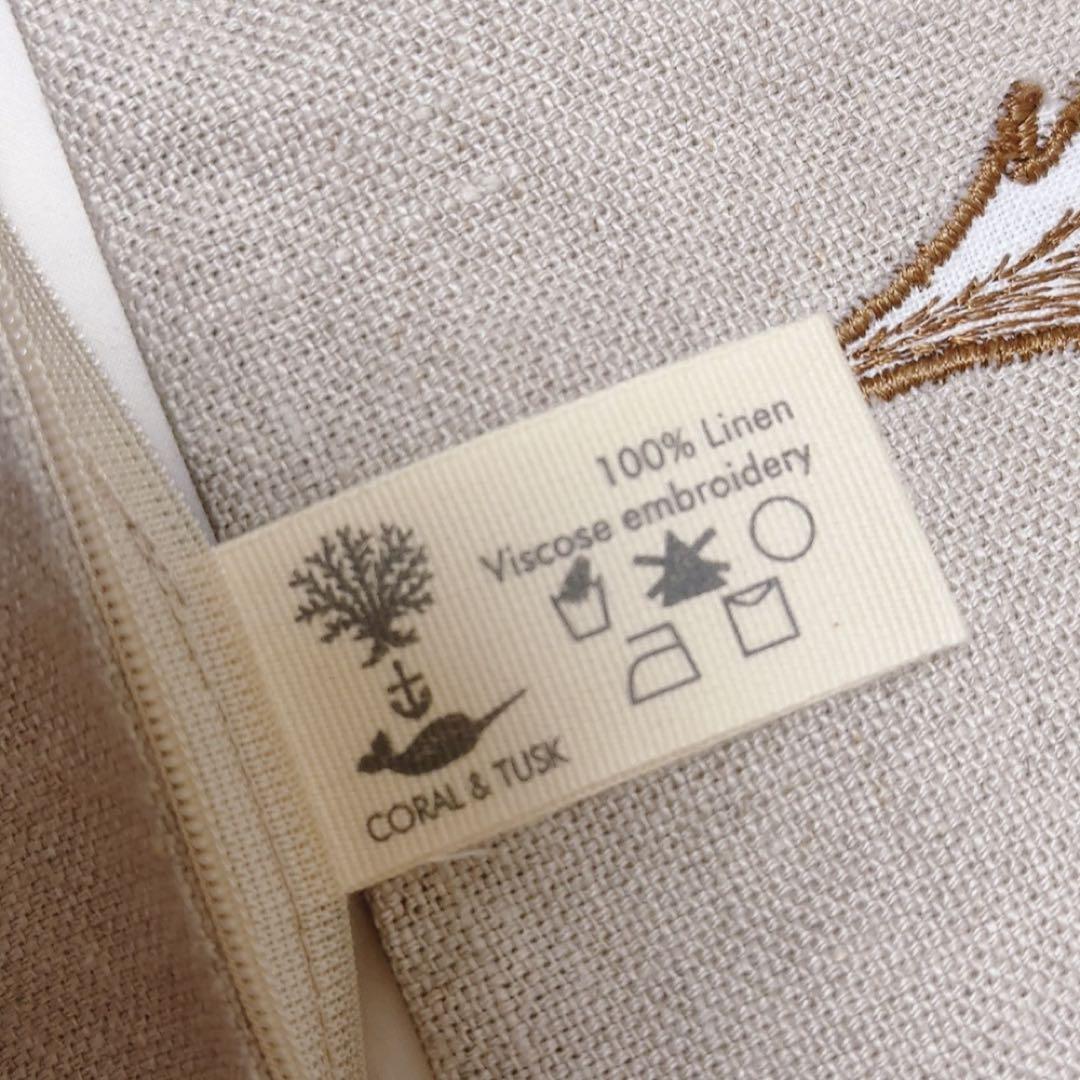 100% Linen
Viscose embroidery
CORAL & TUSK